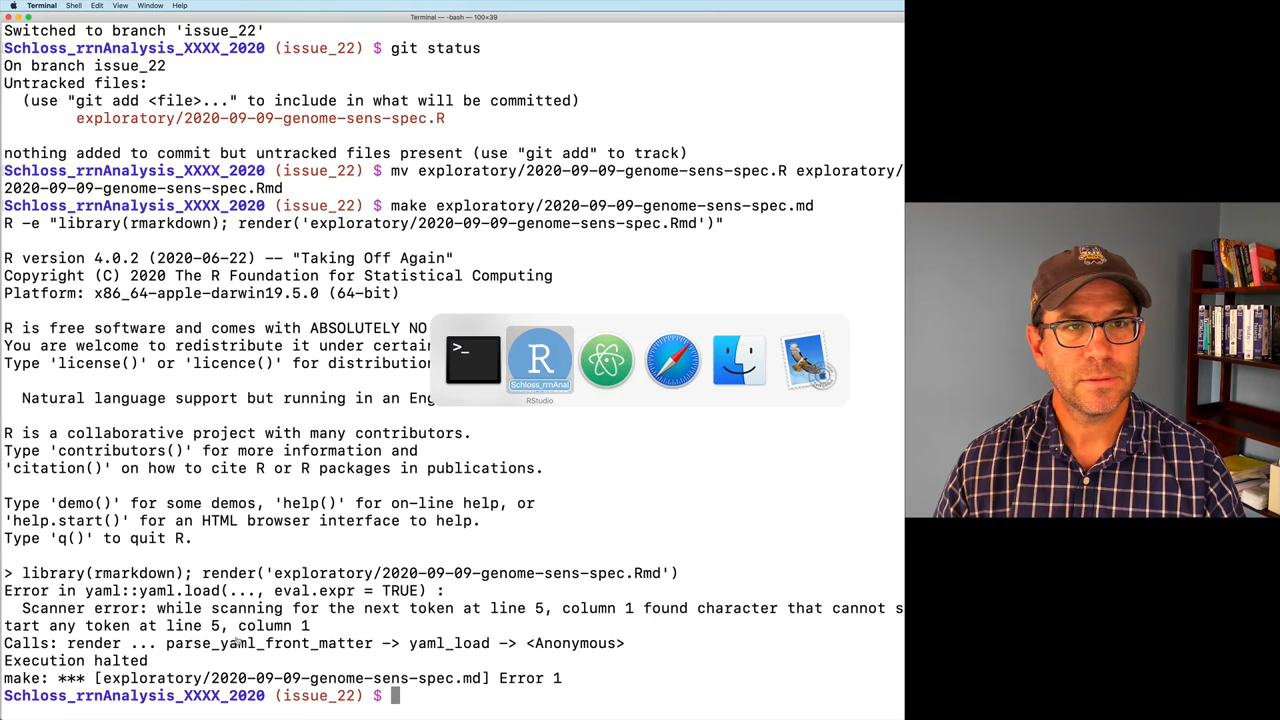 Terminal Shell Edit View Window Help
Terminal — -bash — 100×39
Switched to branch 'issue_22'
Schloss_rrnAnalysis_XXXX_2020 (issue_22) $ git status
On branch issue_22
Untracked files:
(use "git add <file>..." to include in what will be committed)
exploratory/2020-09-09-genome-sens-spec.R
nothing added to commit but untracked files present (use "git add" to track)
Schloss_rrnAnalysis_XXXX_2020 (issue_22) $ mv exploratory/2020-09-09-genome-sens-spec.R exploratory/
2020-09-09-genome-sens-spec.Rmd
Schloss_rrnAnalysis_XXXX_2020 (issue_22) $ make exploratory/2020-09-09-genome-sens-spec.md
R -e "library(rmarkdown); render('exploratory/2020-09-09-genome-sens-spec.Rmd')"
R version 4.0.2 (2020-06-22) -- "Taking Off Again"
Copyright (C) 2020 The R Foundation for Statistical Computing
Platform: x86_64-apple-darwin19.5.0 (64-bit)
R is free software and comes with ABSOLUTELY NO
You are welcome to redistribute it under certai
Type 'license()' or 'licence()' for distributio
Natural language support but running in an Eng
R is a collaborative project with many contributors.
Type 'contributors()' for more information and
'citation()' on how to cite R or R packages in publications.
Type 'demo()' for some demos, 'help()' for on-line help, or
'help.start()' for an HTML browser interface to help.
Type 'q()' to quit R.
> library(rmarkdown); render('exploratory/2020-09-09-genome-sens-spec.Rmd')
Error in yaml::yaml.load(..., eval.expr = TRUE) :
Scanner error: while scanning for the next token at line 5, column 1 found character that cannot s
tart any token at line 5, column 1
Calls: render ... parse_yaml_front_matter -> yaml_load -> <Anonymous>
Execution halted
make: *** [exploratory/2020-09-09-genome-sens-spec.md] Error 1
Schloss_rrnAnalysis_XXXX_2020 (issue_22) $
>_
R
Schloss_rrnAnal
RStudio